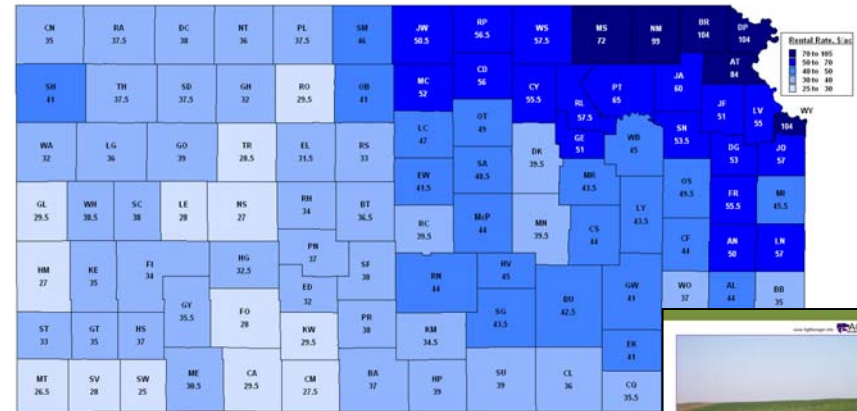 CN RA DC NT PL SM JW RP WS MS NM BR DP
35 37.5 38 36 37.5 46 50.5 56.5 57.5 72 99 104 104
Rental Rate, $/ac
70 to 105
50 to 70
40 to 50
30 to 40
25 to 30
SH TH SD GH RO OB MC CD CY RL PT JA AT
41 37.5 37.5 32 29.5 41 52 56 55.5 57.5 65 60 84
JF LV WY
51 55 104
WA LG GO TR EL RS LC OT DK GE WB SN DG JO
32 36 39 28.5 31.5 33 47 49 39.5 51 45 53.5 53 57
EW SA MR
41.5 40.5 43.5
GL WH SC LE NS RH BT RC McP MN CS LY OS FR MI
29.5 38.5 38 28 27 34 36.5 39.5 44 39.5 44 43.5 49.5 55.5 45.5
HM KE FI HG PN SF RN HV CF AN LN
27 35 34 32.5 37 38 44 45 44 50 57
GY FO ED SG BU GW WO AL BB
35.5 28 32 43.5 42.5 41 37 44 35
ST GT HS KW PR KM EK
33 35 37 29.5 38 34.5 41
MT SV SW ME CA CM BA HP SU CL CQ
26.5 28 25 30.5 29.5 27.5 37 39 39 36 35.5